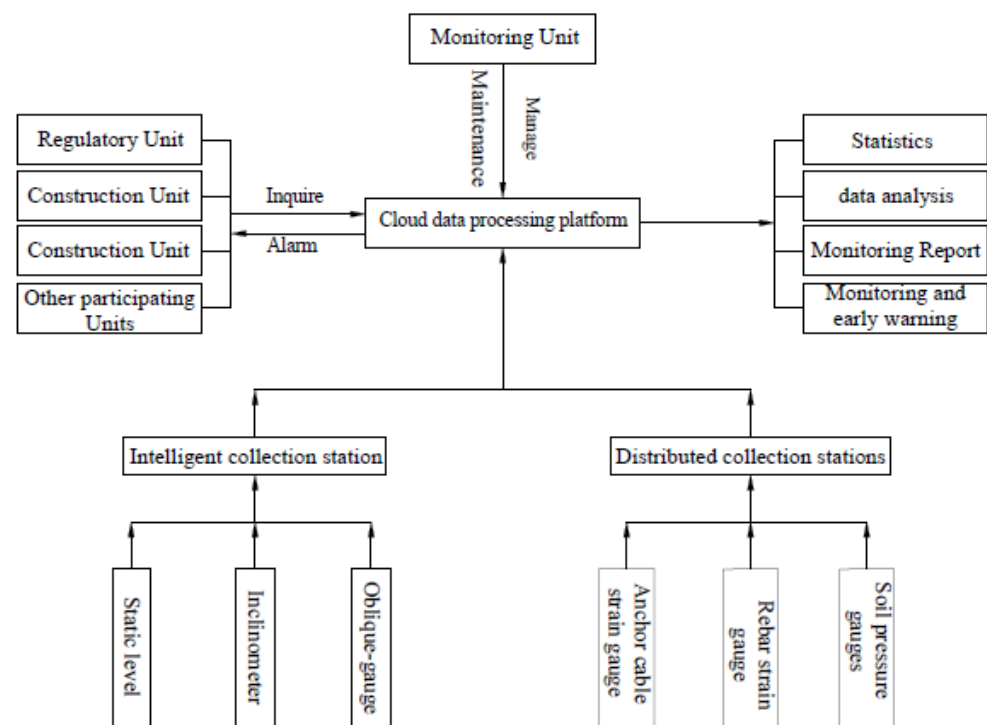 Monitoring Unit
Maintenance
Manage
Regulatory Unit
Construction Unit
Construction Unit
Other participating
Units
Inquire
Alarm
Cloud data processing platform
Statistics
data analysis
Monitoring Report
Monitoring and
early warning
Intelligent collection station
Distributed collection stations
Static level
Inclinometer
Oblique-gauge
Anchor cable
strain gauge
Rebar strain
gauge
Soil pressure
gauges